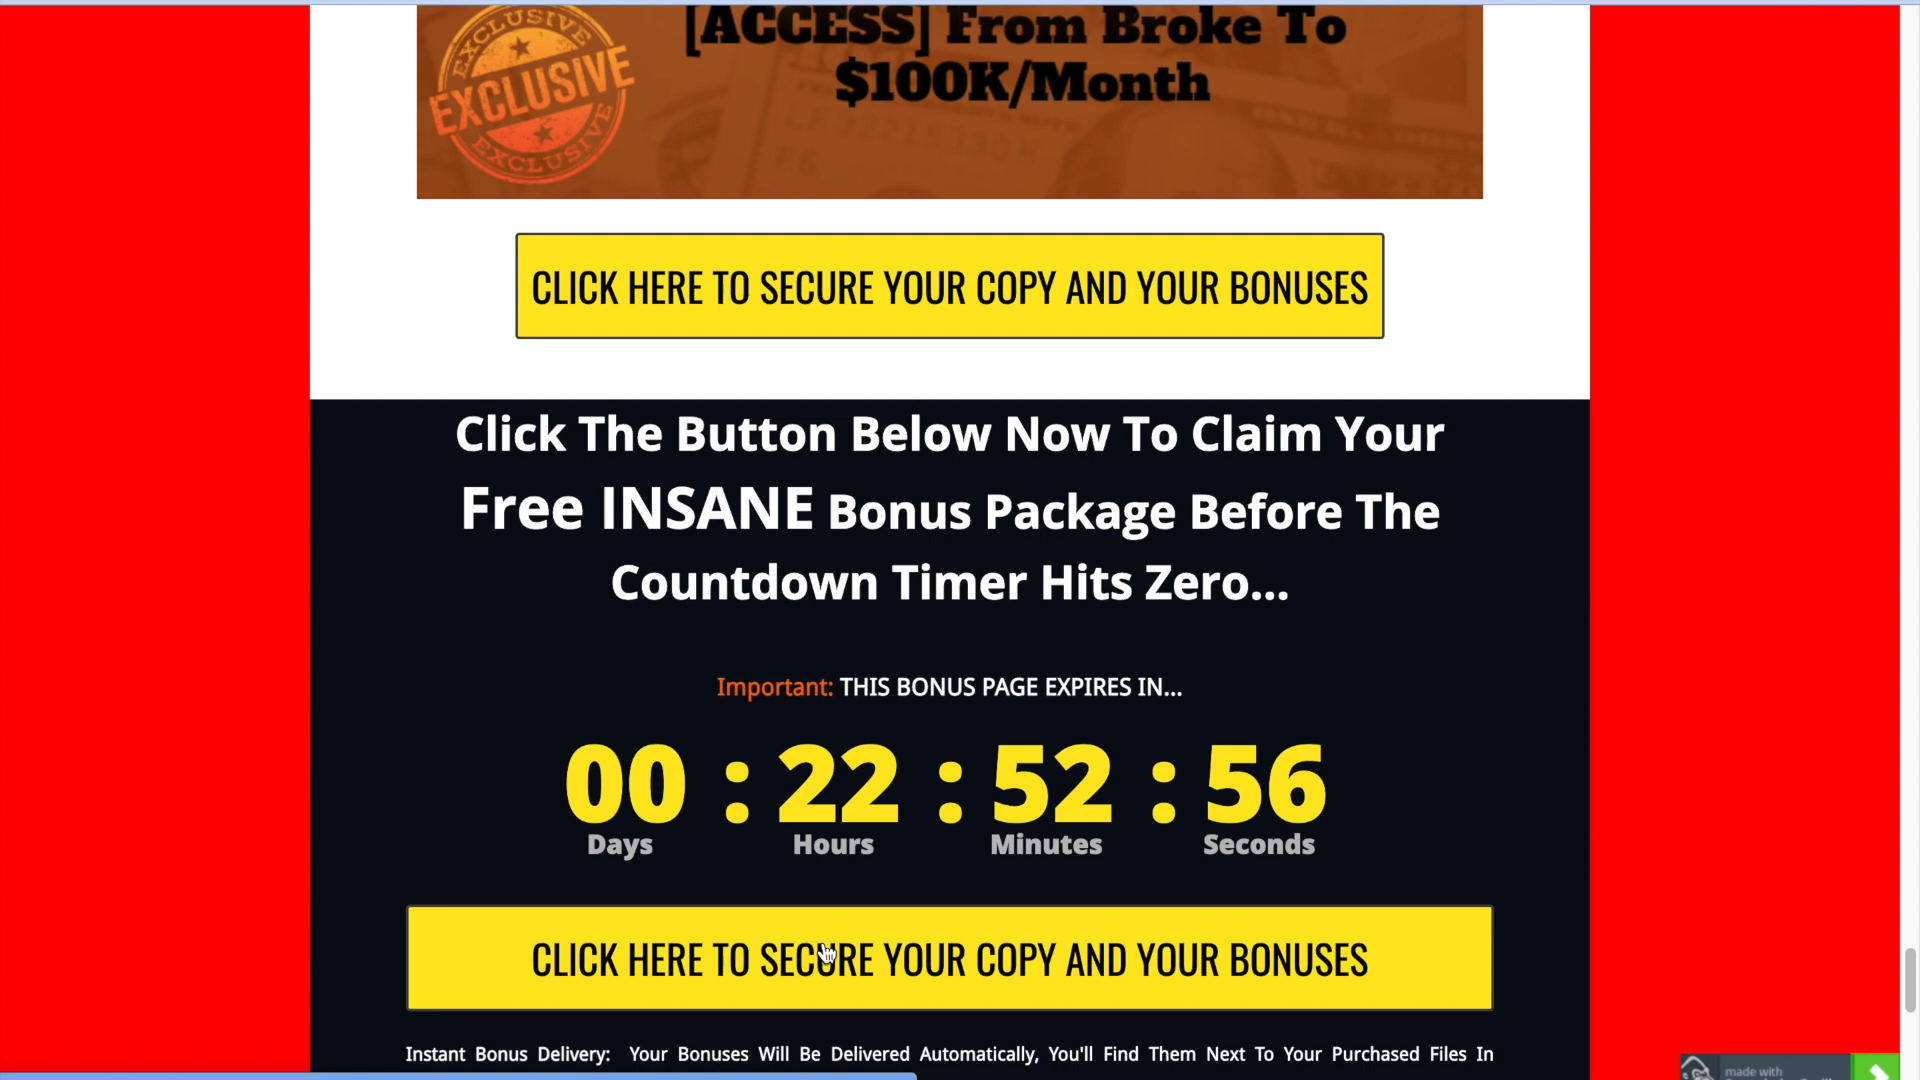 [ACCESS] From Broke To
$100K/Month
EXCLUSIVE
EXCLUSIVE
EXCLUSIVE
CLICK HERE TO SECURE YOUR COPY AND YOUR BONUSES
Click The Button Below Now To Claim Your
Free INSANE Bonus Package Before The
Countdown Timer Hits Zero...
Important: THIS BONUS PAGE EXPIRES IN...
00 : 22 : 52 : 56
Days Hours Minutes Seconds
CLICK HERE TO SECURE YOUR COPY AND YOUR BONUSES
Instant Bonus Delivery: Your Bonuses Will Be Delivered Automatically, You'll Find Them Next To Your Purchased Files In
made with